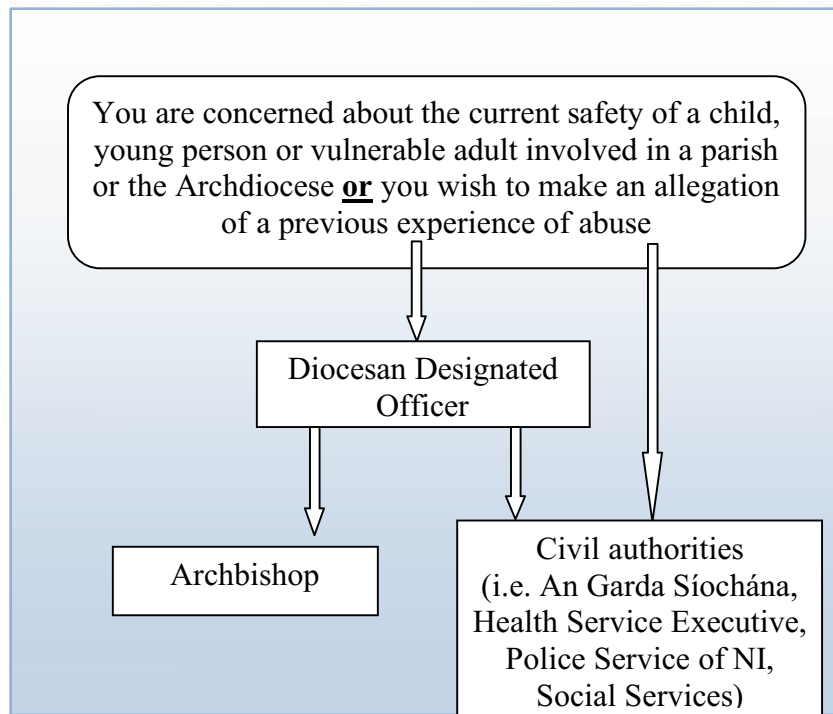 You are concerned about the current safety of a child,
young person or vulnerable adult involved in a parish
or the Archdiocese or you wish to make an allegation
of a previous experience of abuse
Diocesan Designated
Officer
Archbishop
Civil authorities
(i.e. An Garda Síochána,
Health Service Executive,
Police Service of NI,
Social Services)